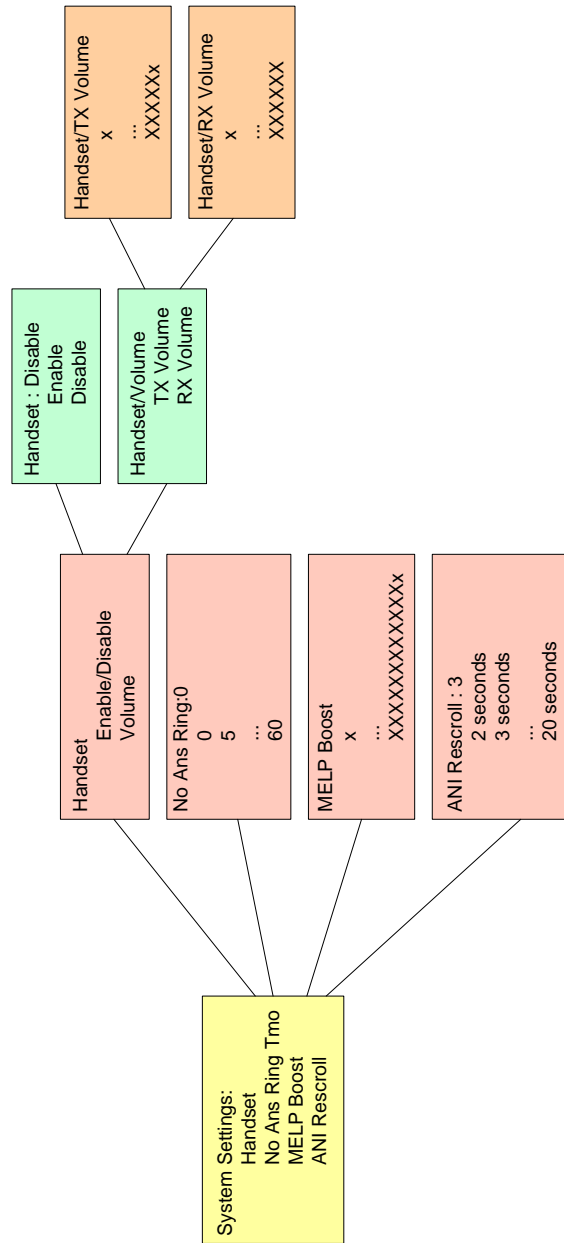 System Settings:
Handset
No Ans Ring Tmo
MELP Boost
ANI Rescroll
Handset
Enable/Disable
Volume
No Ans Ring:0
0
5
...
60
MELP Boost
x
...
XXXXXXXXXXXXx
ANI Rescroll : 3
2 seconds
3 seconds
...
20 seconds
Handset : Disable
Enable
Disable
Handset/Volume
TX Volume
RX Volume
Handset/TX Volume
x
...
XXXXXx
Handset/RX Volume
x
...
XXXXXX